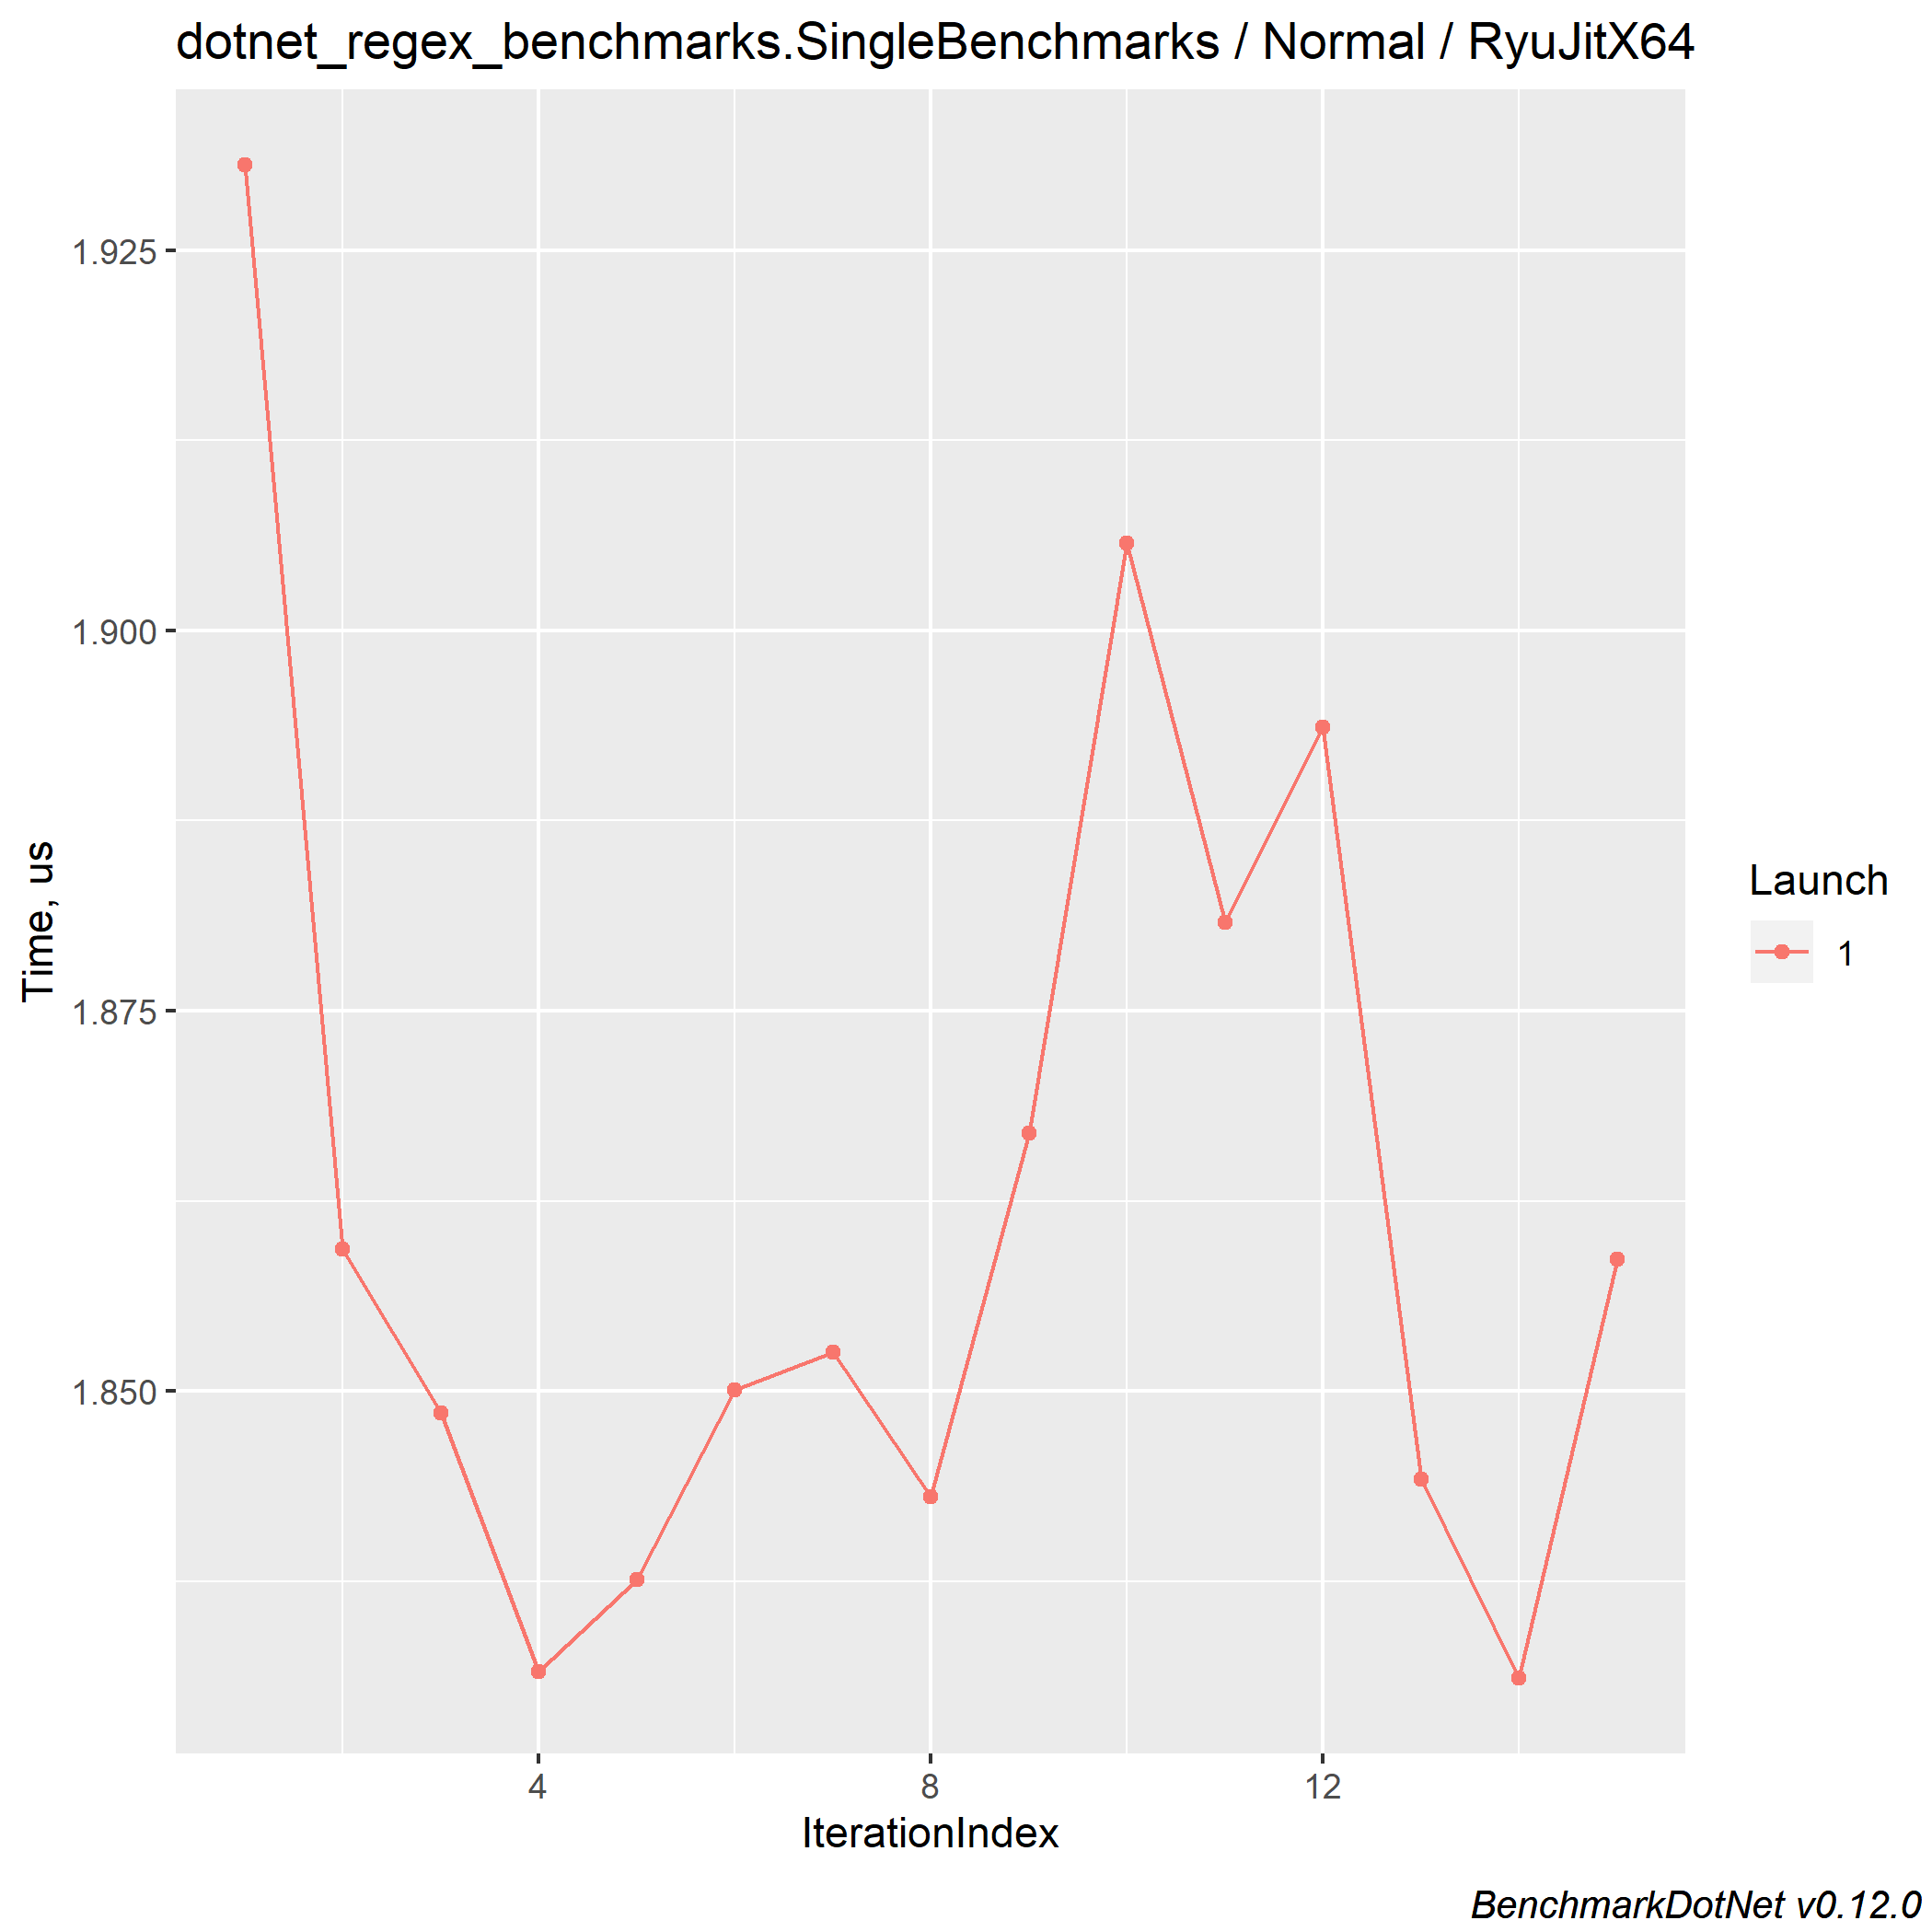 dotnet_regex_benchmarks.SingleBenchmarks / Normal / RyuJitX64
Time, us
1.925
1.900
1.875
1.850
4
8
12
IterationIndex
Launch
1
BenchmarkDotNet v0.12.0